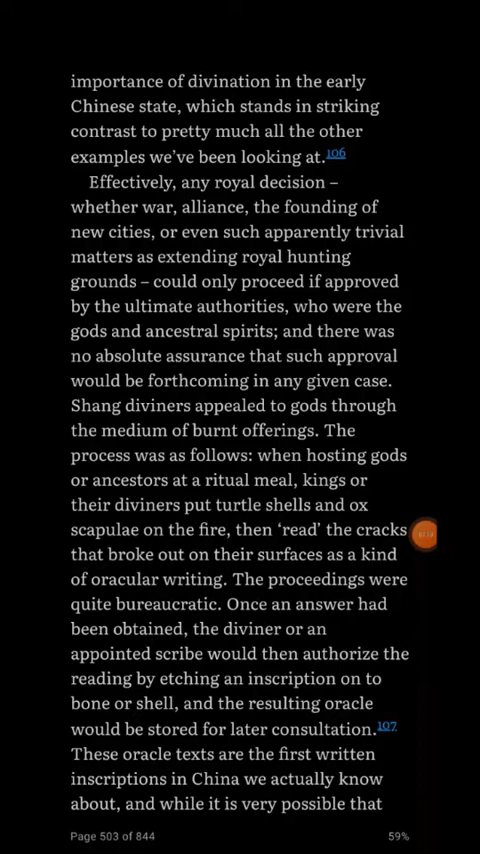 importance of divination in the early
Chinese state, which stands in striking
contrast to pretty much all the other
examples we’ve been looking at.106
Effectively, any royal decision –
whether war, alliance, the founding of
new cities, or even such apparently trivial
matters as extending royal hunting
grounds – could only proceed if approved
by the ultimate authorities, who were the
gods and ancestral spirits; and there was
no absolute assurance that such approval
would be forthcoming in any given case.
Shang diviners appealed to gods through
the medium of burnt offerings. The
process was as follows: when hosting gods
or ancestors at a ritual meal, kings or
their diviners put turtle shells and ox
scapulae on the fire, then ‘read’ the cracks
that broke out on their surfaces as a kind
of oracular writing. The proceedings were
quite bureaucratic. Once an answer had
been obtained, the diviner or an
appointed scribe would then authorize the
reading by etching an inscription on to
bone or shell, and the resulting oracle
would be stored for later consultation.107
These oracle texts are the first written
inscriptions in China we actually know
about, and while it is very possible that
Page 503 of 844
59%